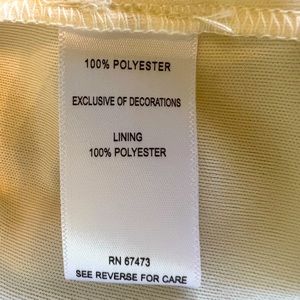 100% POLYESTER
EXCLUSIVE OF DECORATIONS
LINING
100% POLYESTER
RN 67473
SEE REVERSE FOR CARE